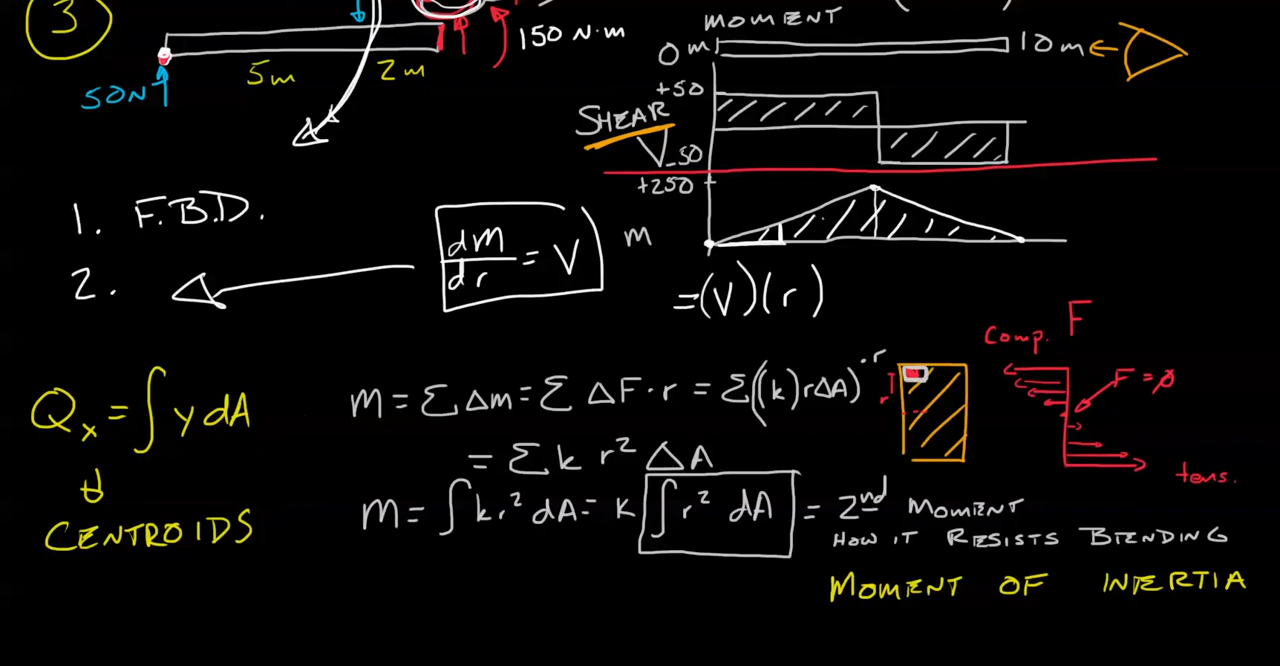 3
150 N·m
5m
2m
50N
MOMENT
0m
10m
+50
SHEAR
V
-50
+250
m
1. F.B.D.
2.
dm/dr = V
=(V)(r)
Qx = ∫ y dA
CENTROIDS
m = Σ Δm = Σ ΔF · r = Σ((k) r ΔA) · r
= Σ k r² ΔA
m = ∫ k r² dA = k ∫ r² dA = 2nd MOMENT
HOW IT RESISTS BENDING
MOMENT OF INERTIA
r
Comp.
F
F = ∅
tens.